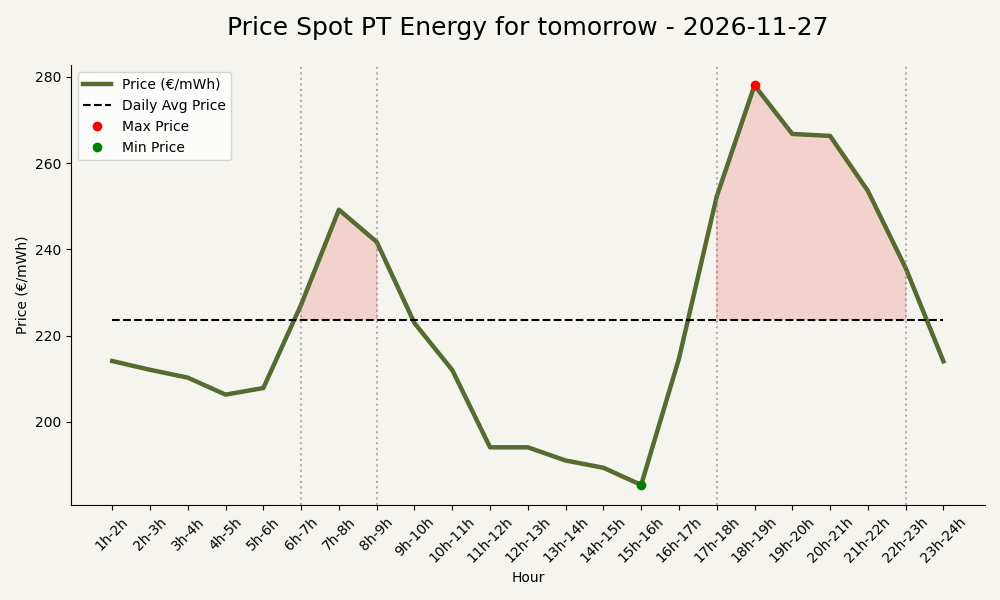 Price Spot PT Energy for tomorrow - 2026-11-27
Price (€/mWh)
Daily Avg Price
Max Price
Min Price
Price (€/mWh)
280
260
240
220
200
1h-2h
2h-3h
3h-4h
4h-5h
5h-6h
6h-7h
7h-8h
8h-9h
9h-10h
10h-11h
11h-12h
12h-13h
13h-14h
14h-15h
15h-16h
16h-17h
17h-18h
18h-19h
19h-20h
20h-21h
21h-22h
22h-23h
23h-24h
Hour